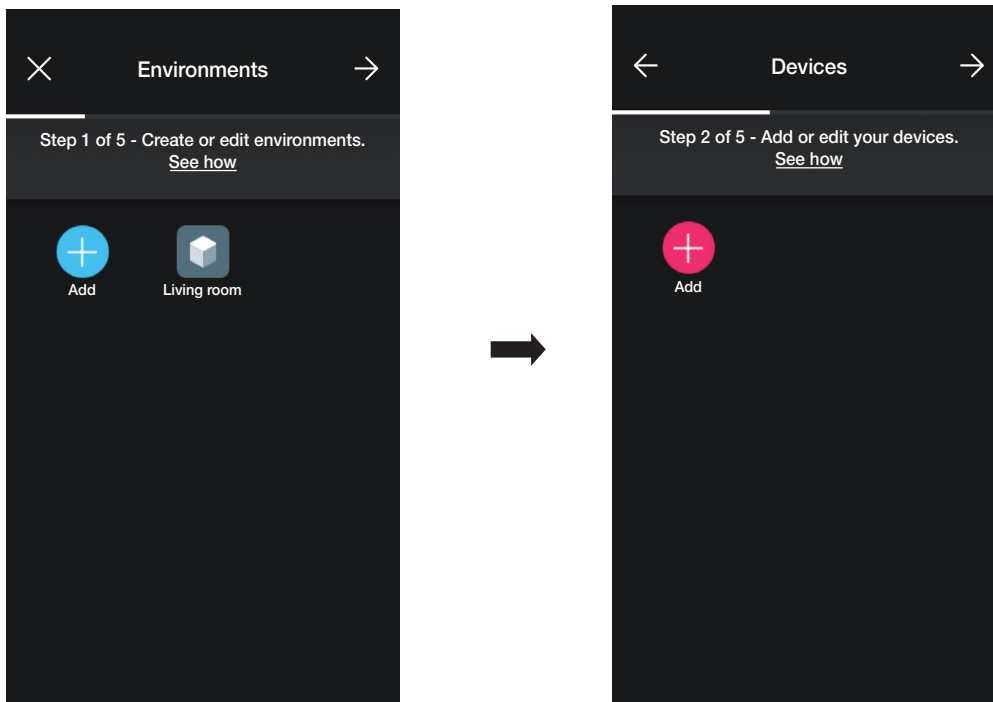 Environments
Step 1 of 5 - Create or edit environments.
See how
Add
Living room
Devices
Step 2 of 5 - Add or edit your devices.
See how
Add